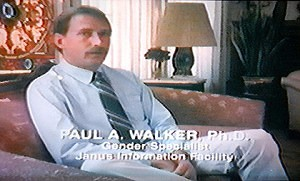 PAUL A. WALKER, Ph.D.
Gender Specialist
Janus Information Facility